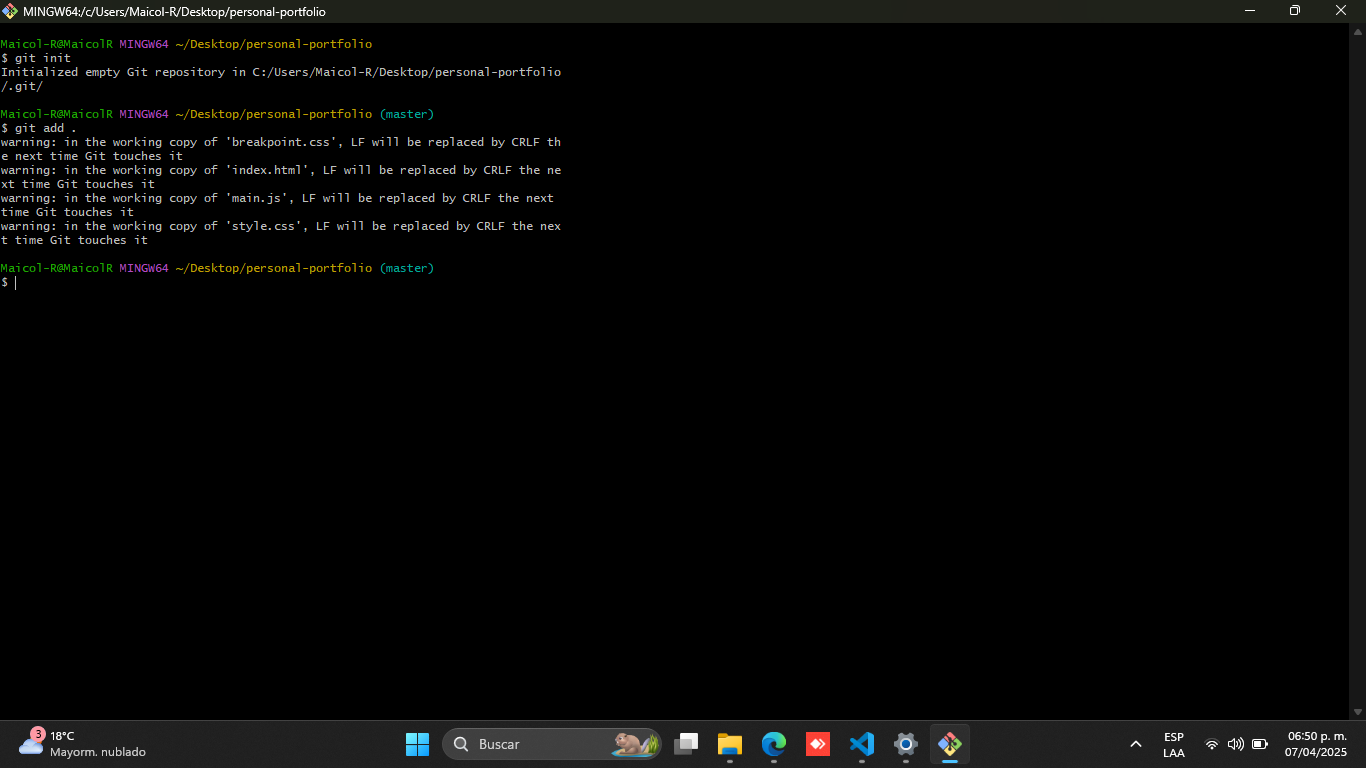 MINGW64:/c/Users/Maicol-R/Desktop/personal-portfolio
Maicol-R@MaicolR MINGW64 ~/Desktop/personal-portfolio
$ git init
Initialized empty Git repository in C:/Users/Maicol-R/Desktop/personal-portfolio
/.git/
Maicol-R@MaicolR MINGW64 ~/Desktop/personal-portfolio (master)
$ git add .
warning: in the working copy of 'breakpoint.css', LF will be replaced by CRLF th
e next time Git touches it
warning: in the working copy of 'index.html', LF will be replaced by CRLF the ne
xt time Git touches it
warning: in the working copy of 'main.js', LF will be replaced by CRLF the next
time Git touches it
warning: in the working copy of 'style.css', LF will be replaced by CRLF the nex
t time Git touches it
Maicol-R@MaicolR MINGW64 ~/Desktop/personal-portfolio (master)
$
3
18°C
Mayorm. nublado
Buscar
ESP
LAA
06:50 p. m.
07/04/2025